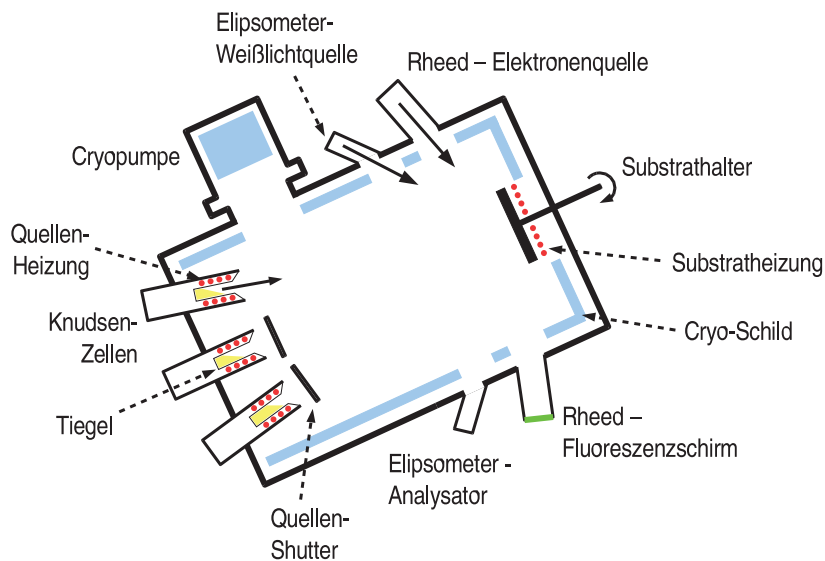 Elipsometer-
Weißlichtquelle
Rheed – Elektronenquelle
Cryopumpe
Substrathalter
Quellen-
Heizung
Substratheizung
Knudsen-
Zellen
Cryo-Schild
Tiegel
Rheed –
Fluoreszenzschirm
Elipsometer -
Analysator
Quellen-
Shutter